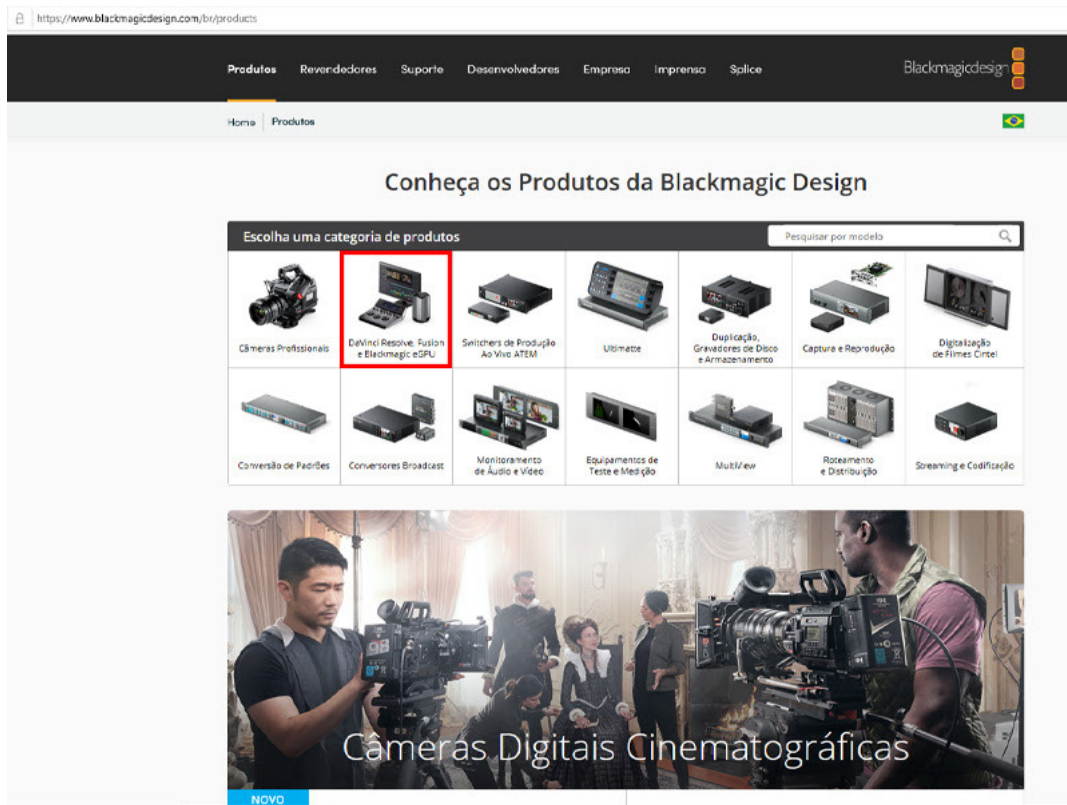 https://www.blackmagicdesign.com/br/products
Produtos Revendedores Suporte Desenvolvedores Empresa Imprensa Splice
Blackmagicdesign
Home Produtos
Conheça os Produtos da Blackmagic Design
Escolha uma categoria de produtos
Pesquisar por modelo
Câmeras Profissionais
DaVinci Resolve, Fusion
e Blackmagic eGPU
Switchers de Produção
Ao Vivo ATEM
Ultimatte
Duplicação,
Gravadores de Disco
e Armazenamento
Captura e Reprodução
Digitalização
de Filmes Cintel
Conversão de Padrões
Conversores Broadcast
Monitoramento
de Áudio e Vídeo
Equipamentos de
Teste e Medição
MultiView
Roteamento
e Distribuição
Streaming e Codificação
98
Câmeras Digitais Cinematográficas
NOVO